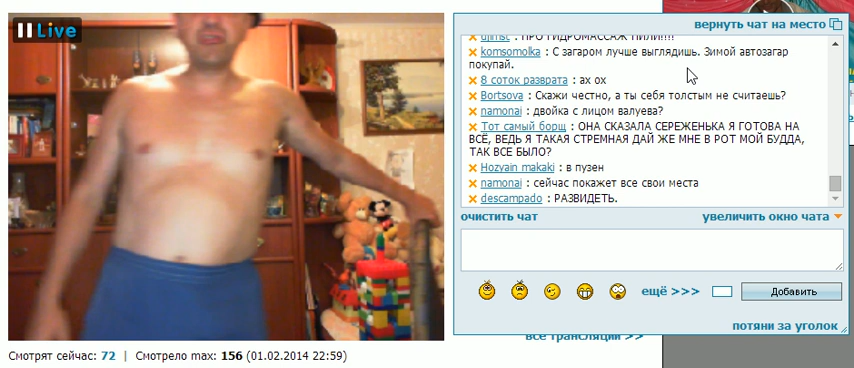 Live
вернуть чат на место
djimst : ПРО ГИДРОМАССАЖ ПИЛИ!!!!
komsomolka : С загаром лучше выглядишь. Зимой автозагар
покупай.
8 соток разврата : ах ох
Bortsova : Скажи честно, а ты себя толстым не считаешь?
namonai : двойка с лицом валуева?
Тот самый борщ : ОНА СКАЗАЛА СЕРЕЖЕНЬКА Я ГОТОВА НА
ВСЁ, ВЕДЬ Я ТАКАЯ СТРЕМНАЯ ДАЙ ЖЕ МНЕ В РОТ МОЙ БУДДА,
ТАК ВСЕ БЫЛО?
Hozvain makaki : в пузен
namonai : сейчас покажет все свои места
descampado : РАЗВИДЕТЬ.
очистить чат
увеличить окно чата
ещё >>>
Добавить
потяни за уголок
все трансляции >>
Смотрят сейчас: 72 | Смотрело max: 156 (01.02.2014 22:59)